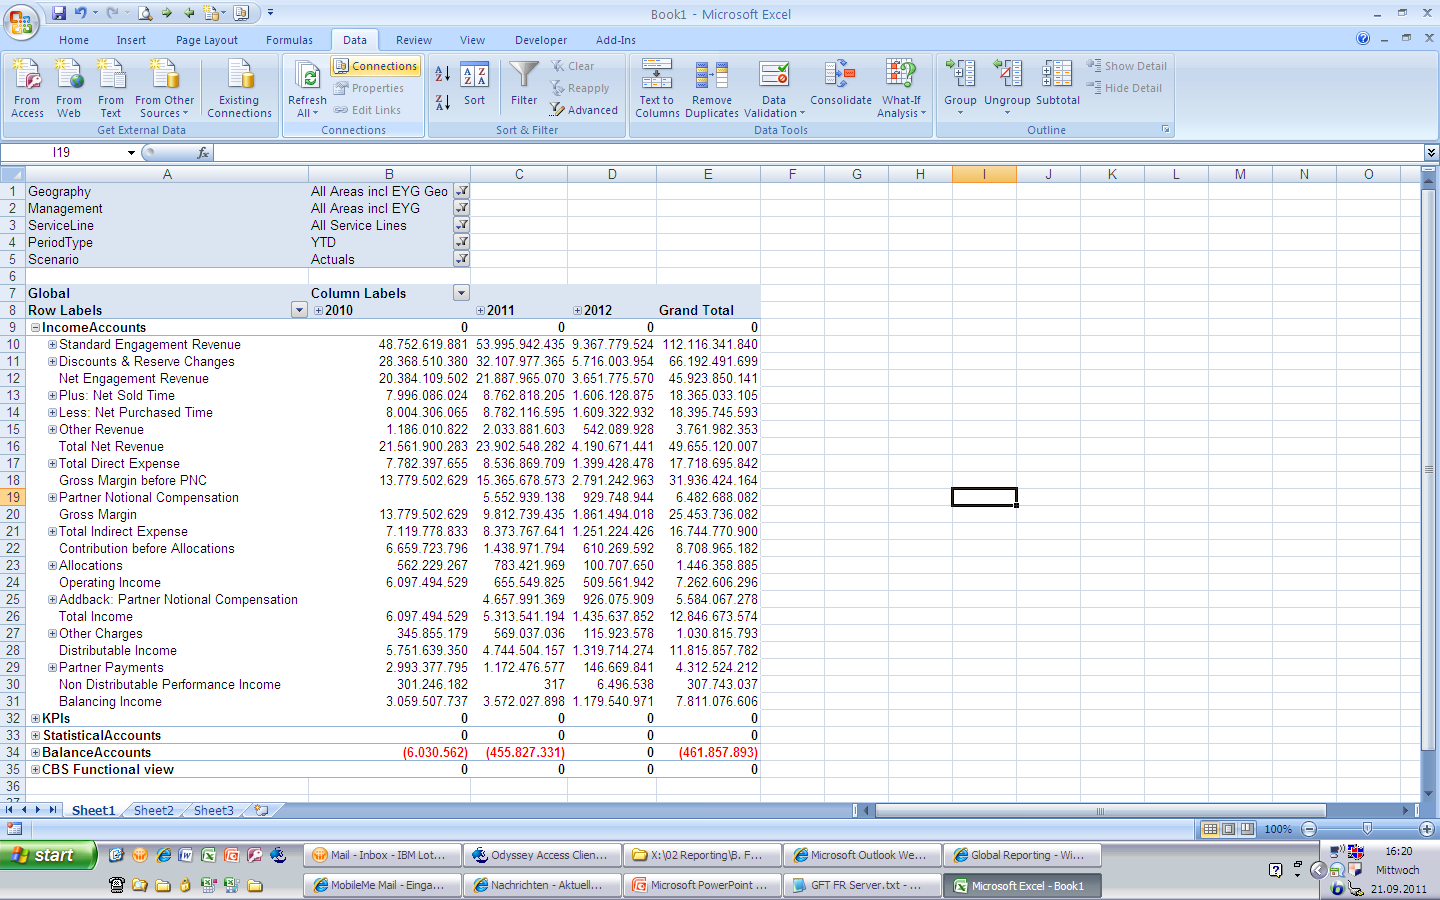 Book1 - Microsoft Excel
Home Insert Page Layout Formulas Data Review View Developer Add-Ins
From Access From Web From Text From Other Sources Existing Connections Refresh All Connections Properties Edit Links Sort Filter Clear Reapply Advanced Text to Columns Remove Duplicates Data Validation Consolidate What-If Analysis Group Ungroup Subtotal Show Detail Hide Detail
Get External Data Connections Sort & Filter Data Tools Outline
I19 fx
A B C D E F G H I J K L M N O
1 Geography All Areas incl EYG Geo
2 Management All Areas incl EYG
3 ServiceLine All Service Lines
4 PeriodType YTD
5 Scenario Actuals
6
7 Global Column Labels
8 Row Labels 2010 2011 2012 Grand Total
9 IncomeAccounts 0 0 0 0
10 Standard Engagement Revenue 48.752.619.881 53.995.942.435 9.367.779.524 112.116.341.840
11 Discounts & Reserve Changes 28.368.510.380 32.107.977.365 5.716.003.954 66.192.491.699
12 Net Engagement Revenue 20.384.109.502 21.887.965.070 3.651.775.570 45.923.850.141
13 Plus: Net Sold Time 7.996.086.024 8.762.818.205 1.606.128.875 18.365.033.105
14 Less: Net Purchased Time 8.004.306.065 8.782.116.595 1.609.322.932 18.395.745.593
15 Other Revenue 1.186.010.822 2.033.881.603 542.089.928 3.761.982.353
16 Total Net Revenue 21.561.900.283 23.902.548.282 4.190.671.441 49.655.120.007
17 Total Direct Expense 7.782.397.655 8.536.869.709 1.399.428.478 17.718.695.842
18 Gross Margin before PNC 13.779.502.629 15.365.678.573 2.791.242.963 31.936.424.164
19 Partner Notional Compensation 5.552.939.138 929.748.944 6.482.688.082
20 Gross Margin 13.779.502.629 9.812.739.435 1.861.494.018 25.453.736.082
21 Total Indirect Expense 7.119.778.833 8.373.767.641 1.251.224.426 16.744.770.900
22 Contribution before Allocations 6.659.723.796 1.438.971.794 610.269.592 8.708.965.182
23 Allocations 562.229.267 783.421.969 100.707.650 1.446.358.885
24 Operating Income 6.097.494.529 655.549.825 509.561.942 7.262.606.296
25 Addback: Partner Notional Compensation 4.657.991.369 926.075.909 5.584.067.278
26 Total Income 6.097.494.529 5.313.541.194 1.435.637.852 12.846.673.574
27 Other Charges 345.855.179 569.037.036 115.923.578 1.030.815.793
28 Distributable Income 5.751.639.350 4.744.504.157 1.319.714.274 11.815.857.782
29 Partner Payments 2.993.377.795 1.172.476.577 146.669.841 4.312.524.212
30 Non Distributable Performance Income 301.246.182 317 6.496.538 307.743.037
31 Balancing Income 3.059.507.737 3.572.027.898 1.179.540.971 7.811.076.606
32 KPIs 0 0 0 0
33 StatisticalAccounts 0 0 0 0
34 BalanceAccounts (6.030.562) (455.827.331) 0 (461.857.893)
35 CBS Functional view 0 0 0 0
36
Sheet1 Sheet2 Sheet3
100%
start Mail - Inbox - IBM Lot... Odyssey Access Clien... X:\02 Reporting\B. F... Microsoft Outlook We... Global Reporting - Wi... 16:20
Mittwoch
MobileMe Mail - Einga... Nachrichten - Aktuell... Microsoft PowerPoint ... GFT FR Server.txt - ... Microsoft Excel - Book1 21.09.2011